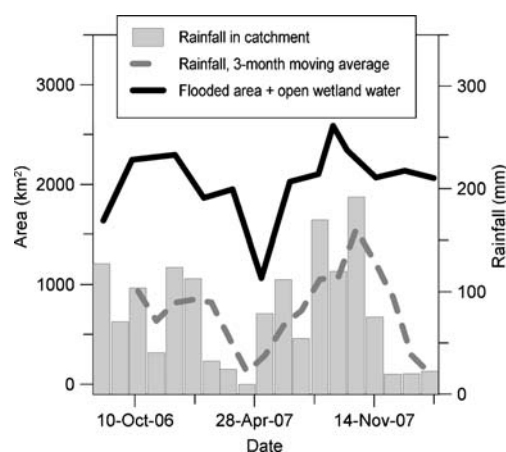 Rainfall in catchment
Rainfall, 3-month moving average
Flooded area + open wetland water
3000
2000
1000
0
Area (km²)
300
200
100
0
Rainfall (mm)
10-Oct-06
28-Apr-07
14-Nov-07
Date